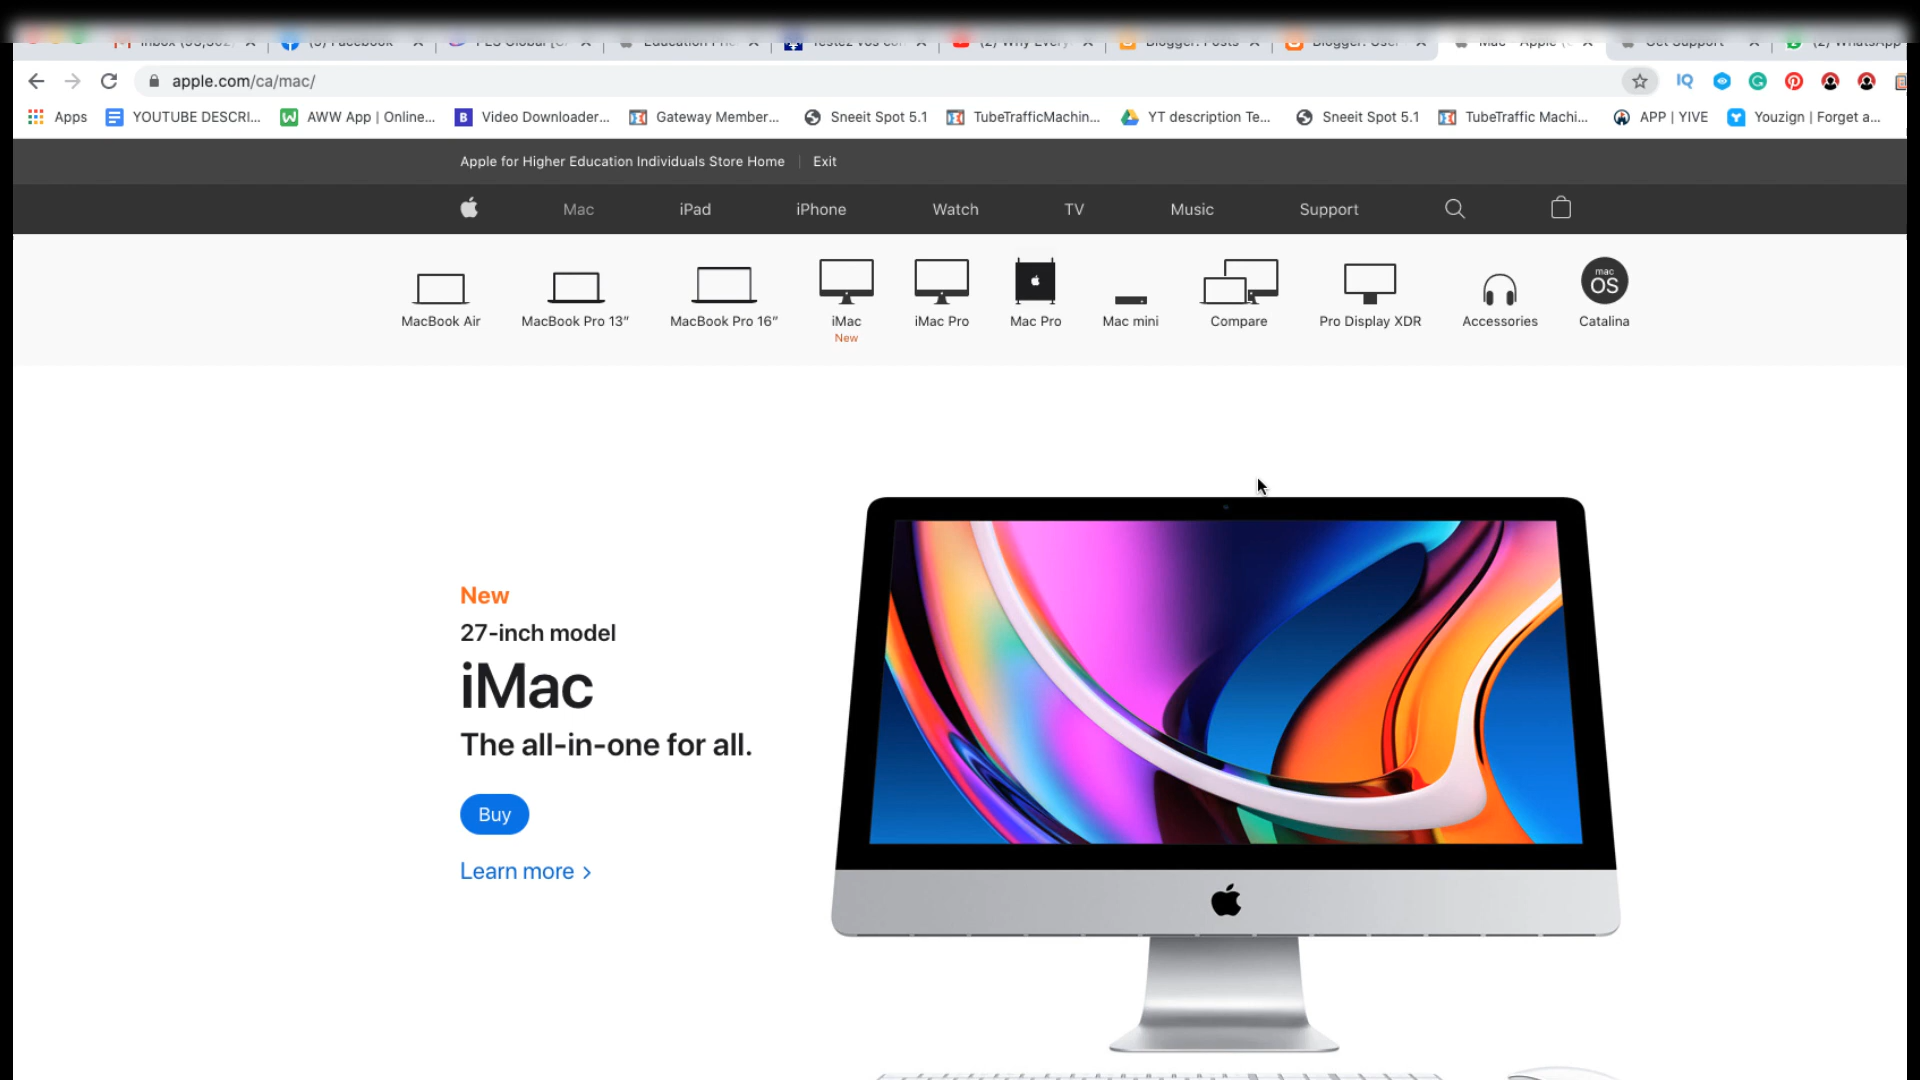 apple.com/ca/mac/
Apps YOUTUBE DESCRI... AWW App | Online... Video Downloader... Gateway Member... Sneeit Spot 5.1 TubeTrafficMachin... YT description Te... Sneeit Spot 5.1 TubeTraffic Machi... APP | YIVE Youzign | Forget a...
Apple for Higher Education Individuals Store Home Exit
Mac iPad iPhone Watch TV Music Support
mac
OS
MacBook Air MacBook Pro 13” MacBook Pro 16” iMac iMac Pro Mac Pro Mac mini Compare Pro Display XDR Accessories Catalina
New
New
27-inch model
iMac
The all-in-one for all.
Buy
Learn more >